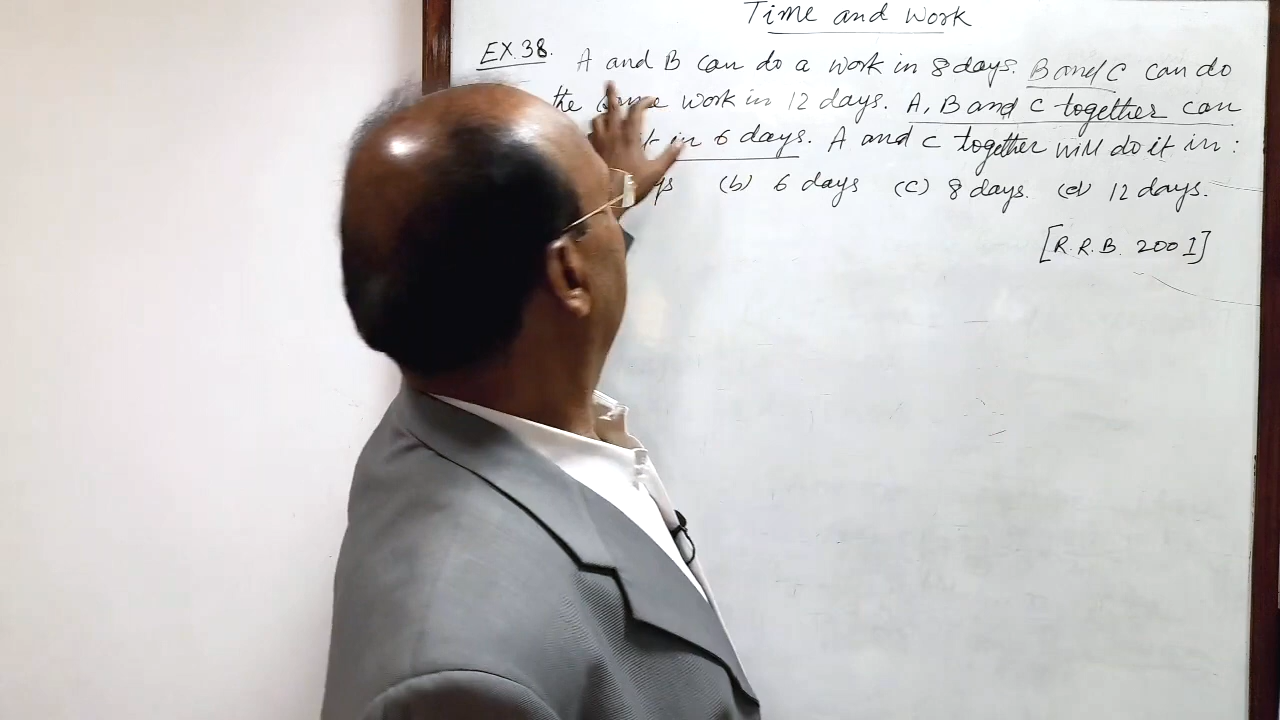 Time and Work
EX.38. A and B can do a work in 8 days. B and C can do
the same work in 12 days. A, B and C together can
in 6 days. A and C together will do it in :
(b) 6 days (c) 8 days. (d) 12 days.
[R.R.B. 2001]